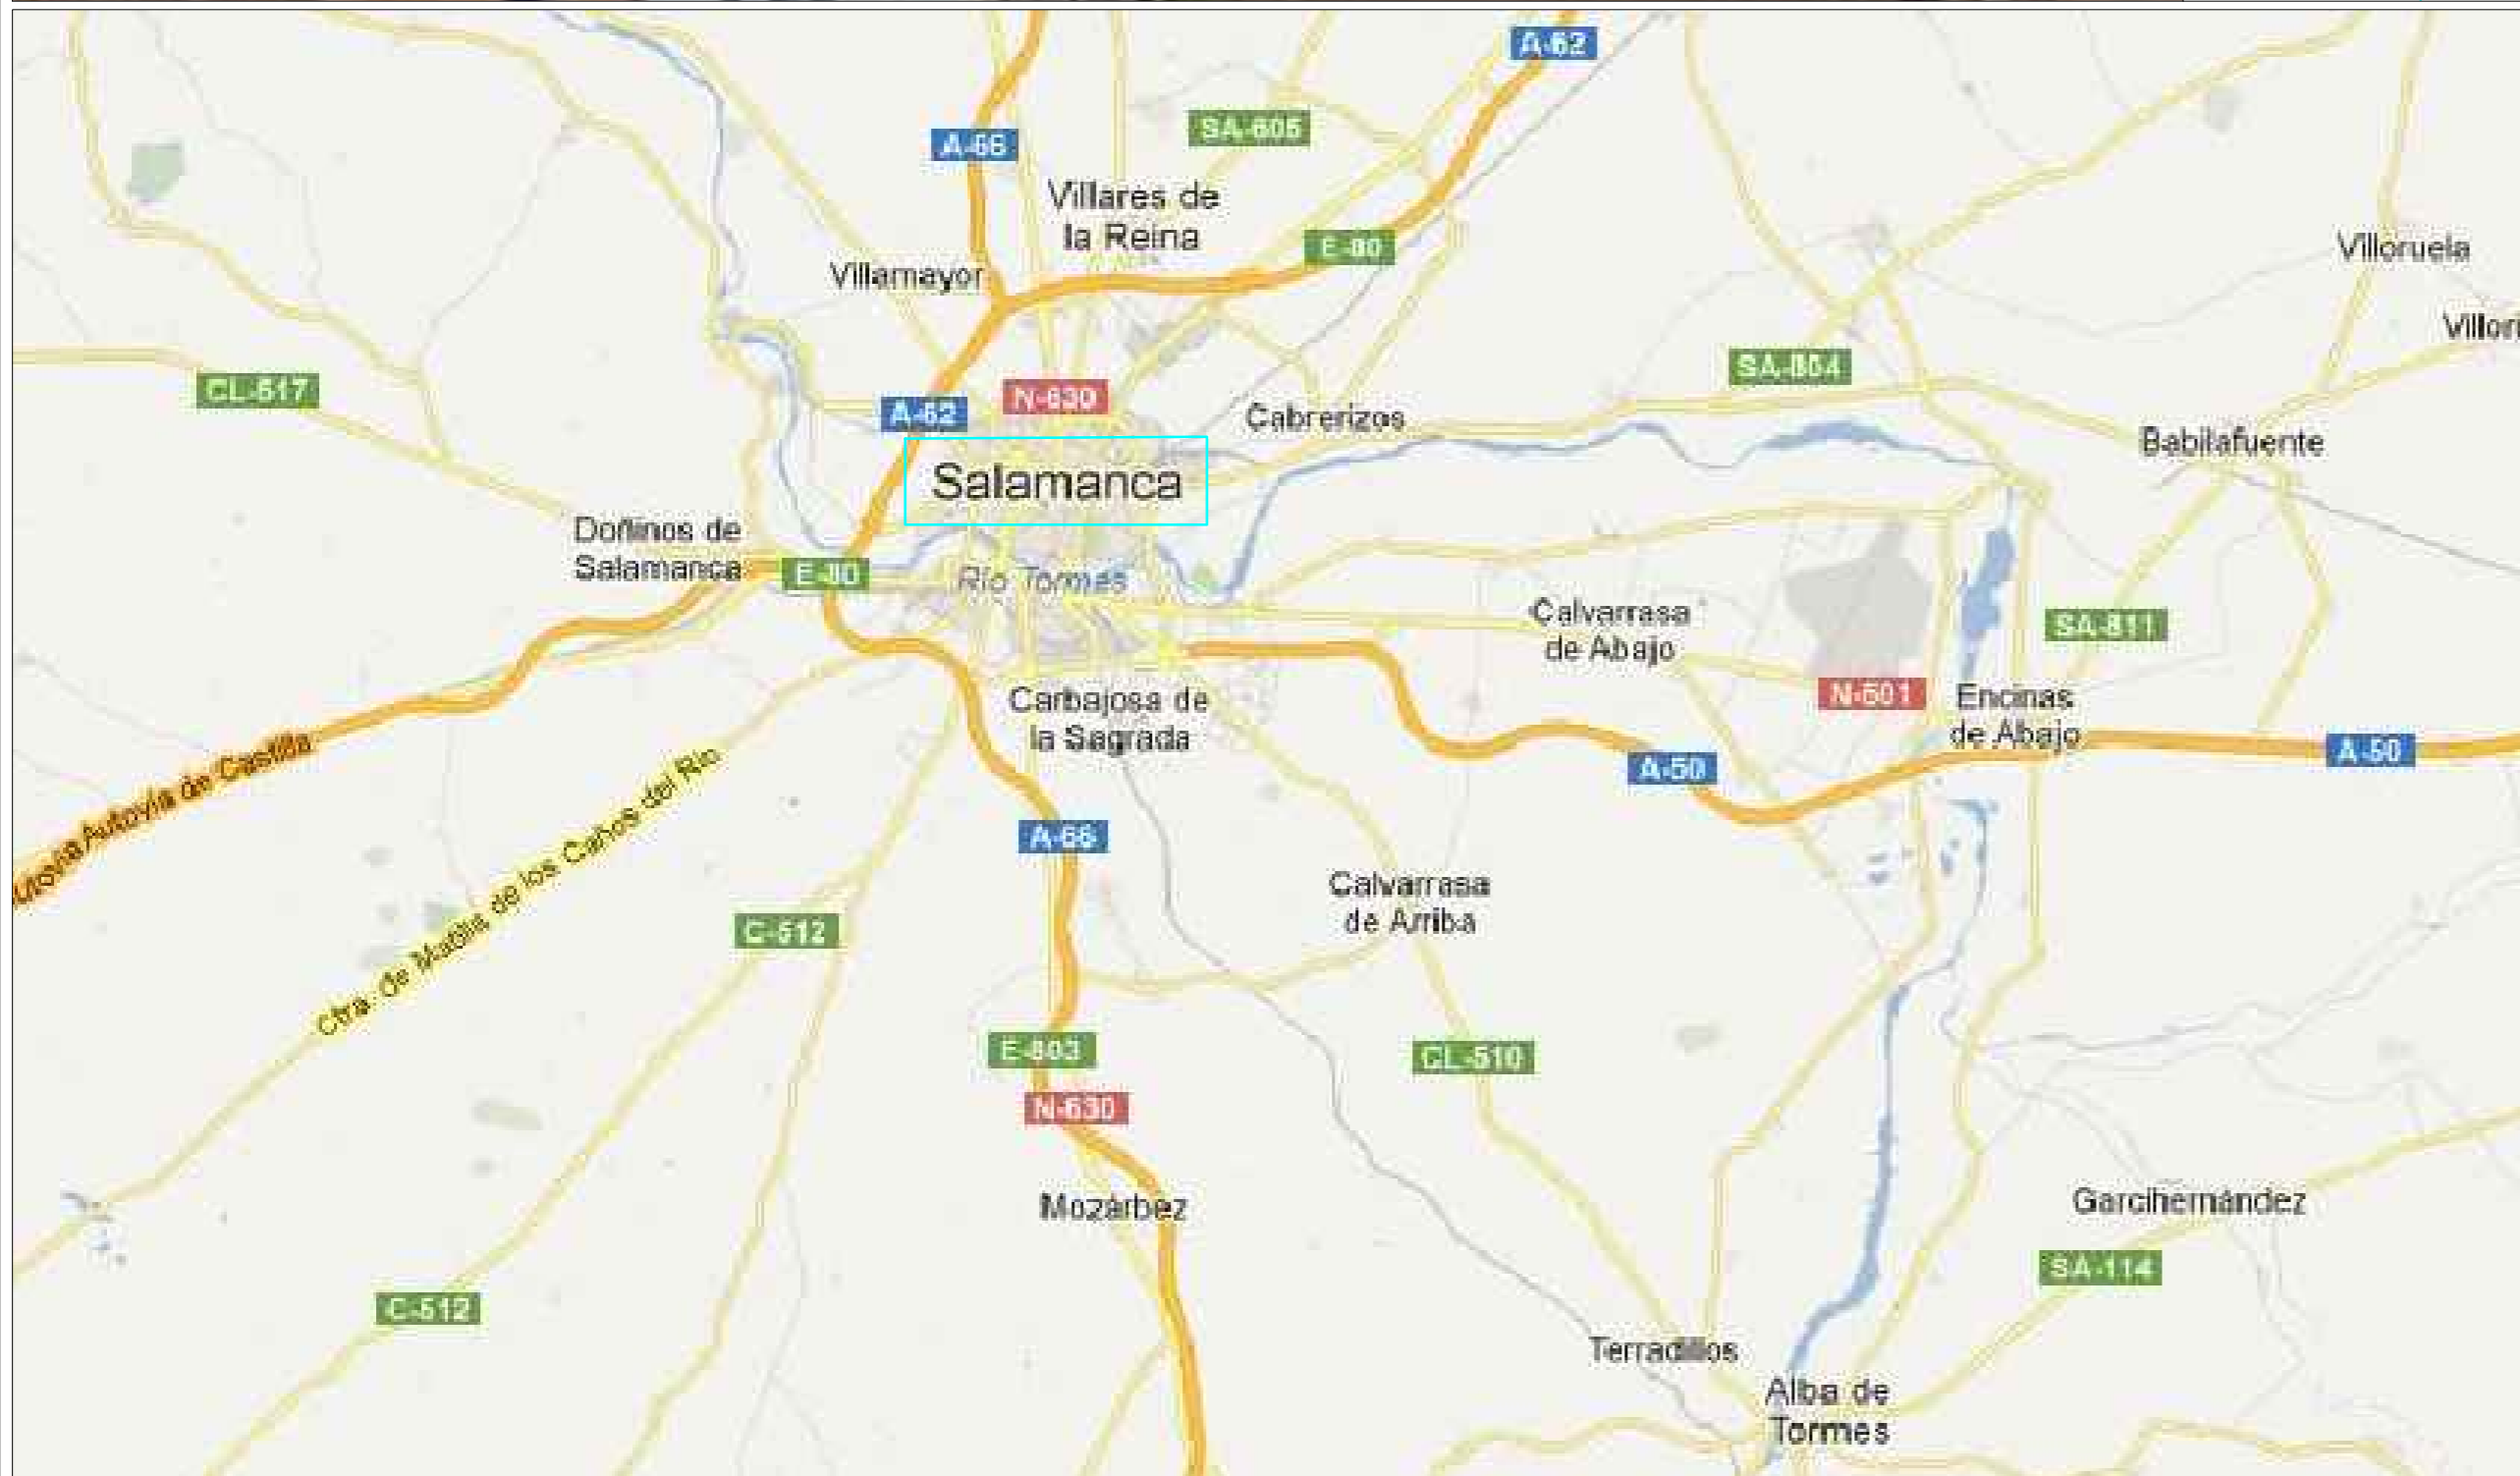 A-62
A-66
SA-605
Villares de
la Reina
E-80
Villamayor
Villoruela
Villori
SA-804
CL-517
N-630
A-62
Cabrerizos
Babilafuente
Salamanca
Doñinos de
Salamanca
E-80
Río Tormes
Calvarrasa
de Abajo
SA-811
N-501
Encinas
de Abajo
Carbajosa de
la Sagrada
A-50
A-50
utovía Autovía de Castilla
Ctra. de Matilla de los Caños del Río
A-66
Calvarrasa
de Arriba
C-512
E-803
CL-510
N-630
Mozárbez
Garcihernández
SA-114
C-512
Terradillos
Alba de
Tormes